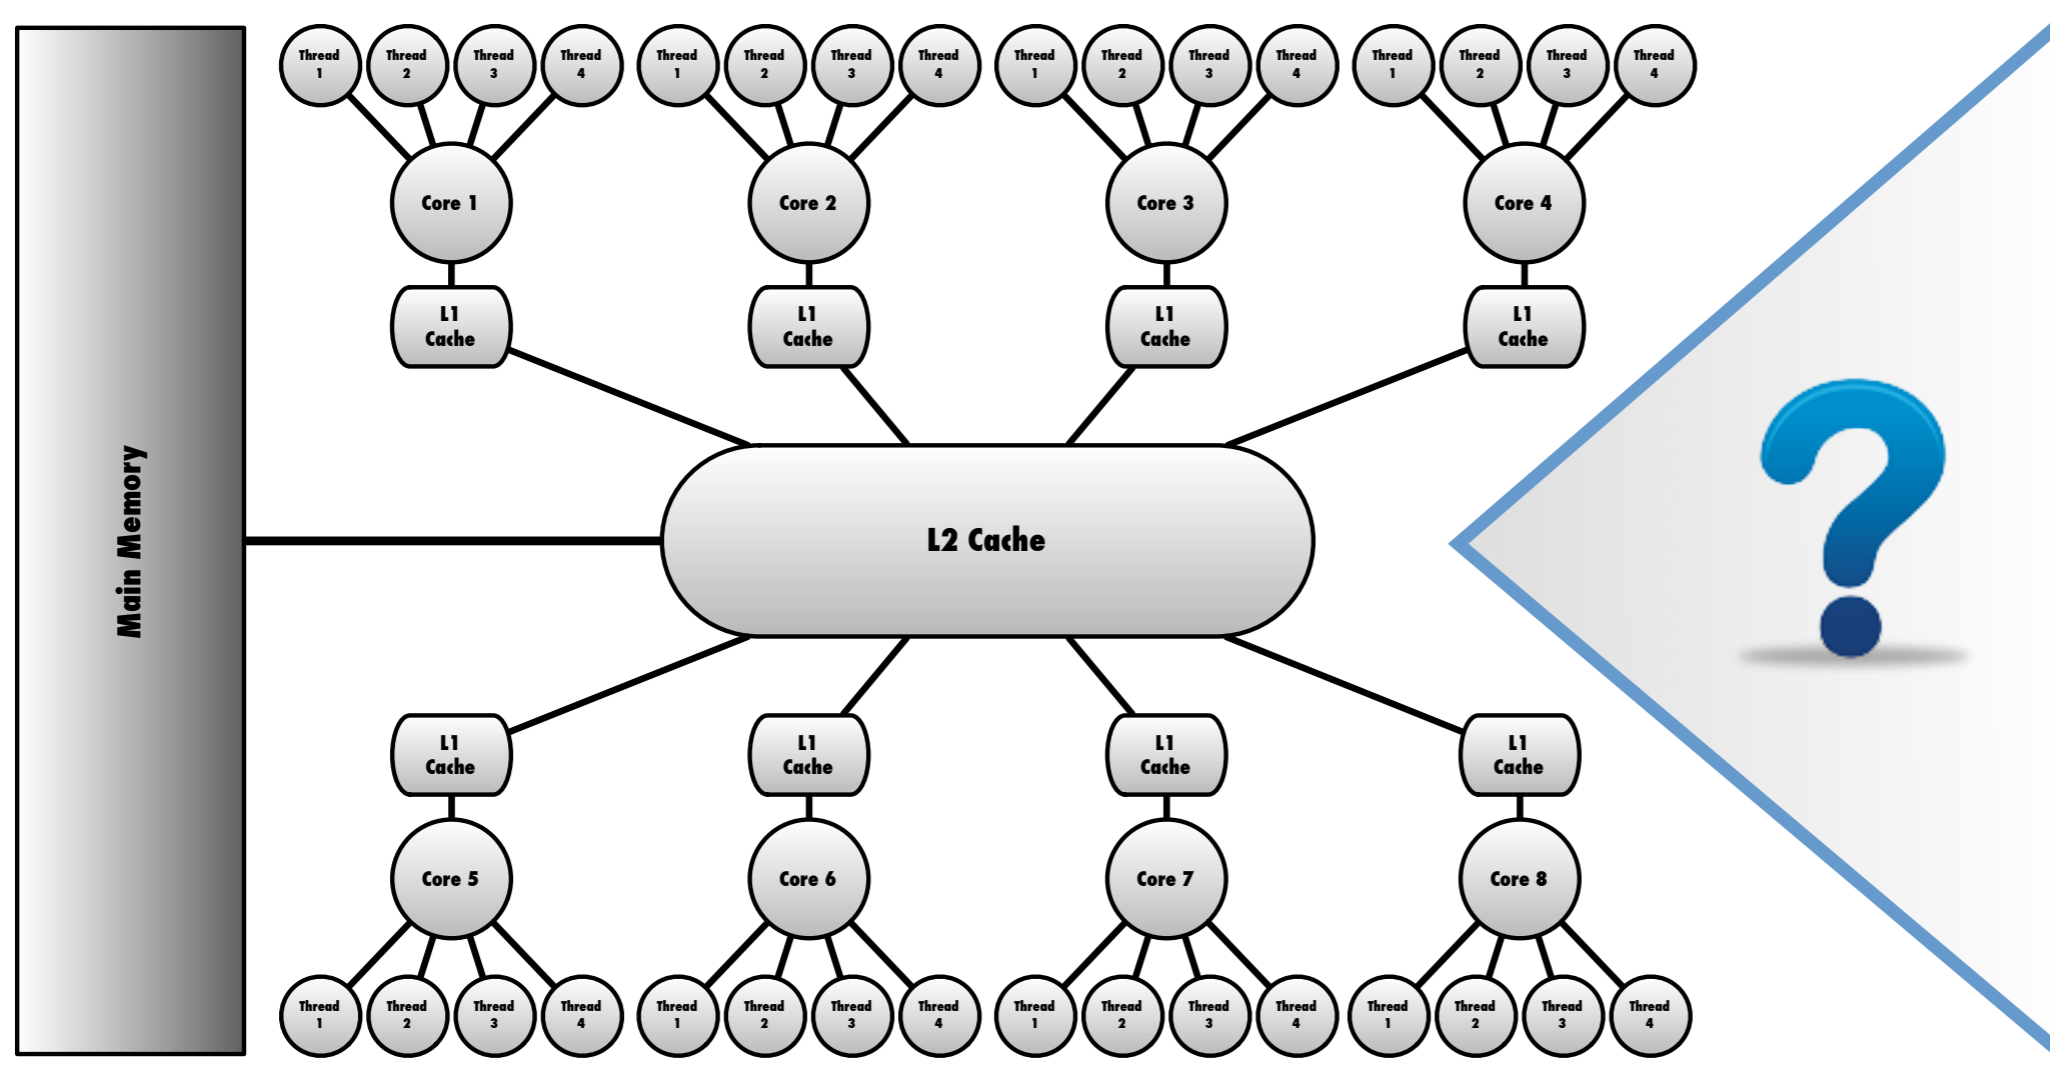 Thread
1
Thread
2
Thread
3
Thread
4
Thread
1
Thread
2
Thread
3
Thread
4
Thread
1
Thread
2
Thread
3
Thread
4
Thread
1
Thread
2
Thread
3
Thread
4
Core 1
Core 2
Core 3
Core 4
L1
Cache
L1
Cache
L1
Cache
L1
Cache
Main Memory
L2 Cache
?
L1
Cache
L1
Cache
L1
Cache
L1
Cache
Core 5
Core 6
Core 7
Core 8
Thread
1
Thread
2
Thread
3
Thread
4
Thread
1
Thread
2
Thread
3
Thread
4
Thread
1
Thread
2
Thread
3
Thread
4
Thread
1
Thread
2
Thread
3
Thread
4